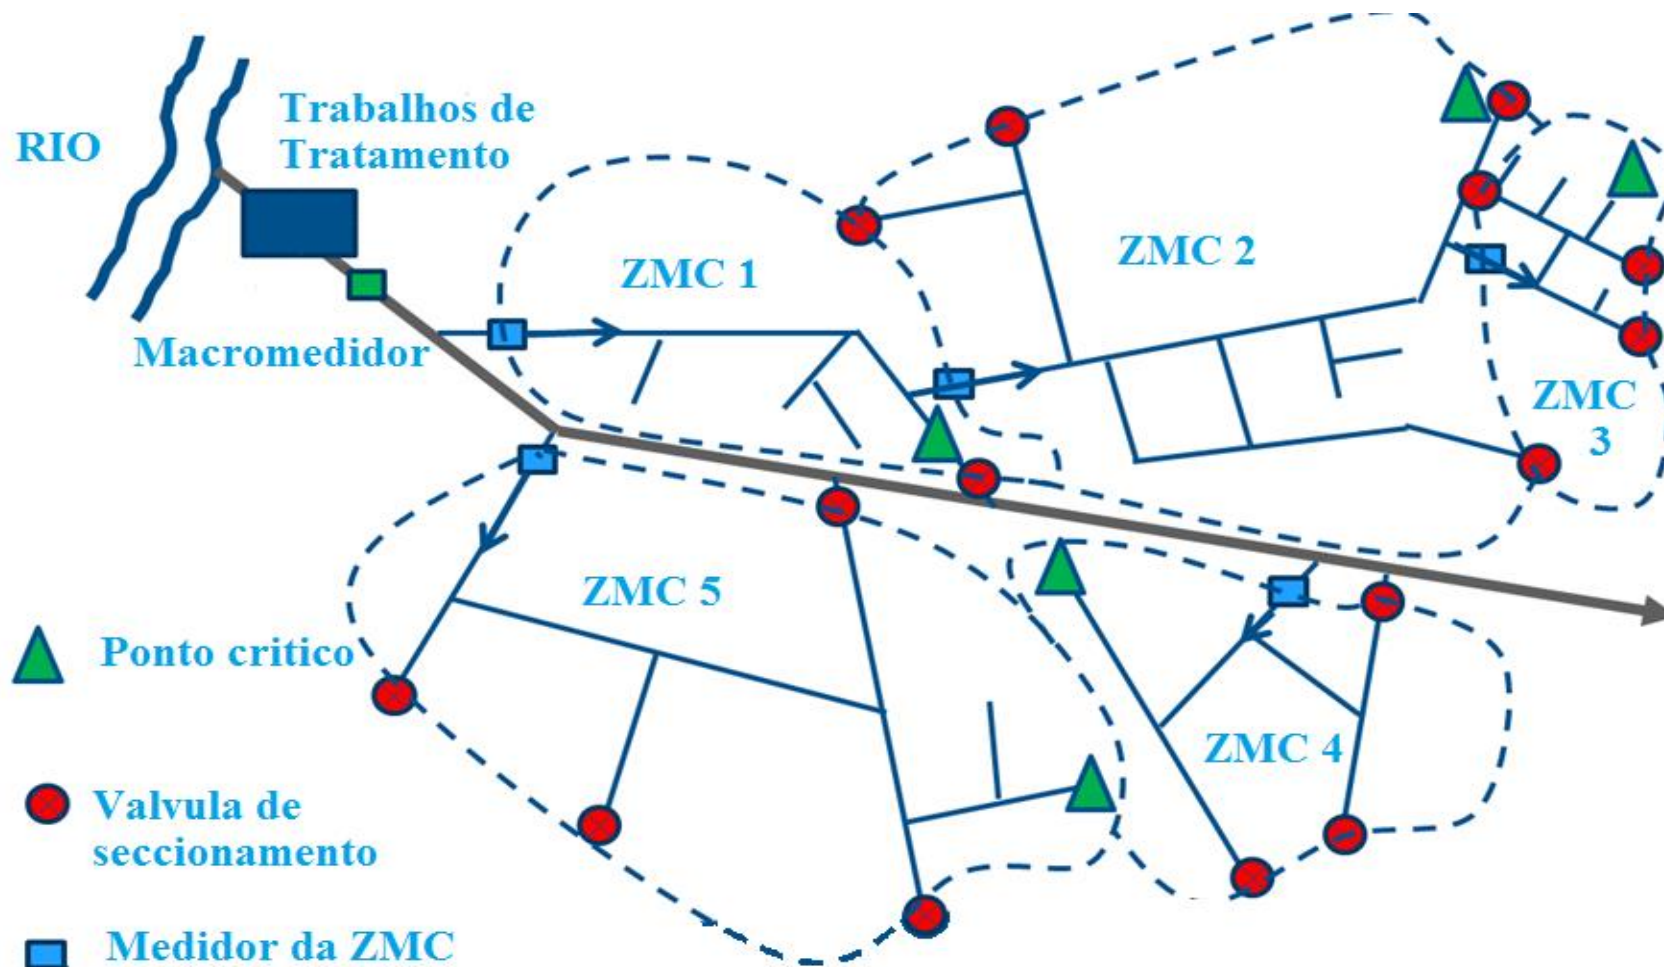 RIO
Trabalhos de
Tratamento
Macromedidor
ZMC 1
ZMC 2
ZMC
3
ZMC 5
ZMC 4
Ponto critico
Valvula de
seccionamento
Medidor da ZMC